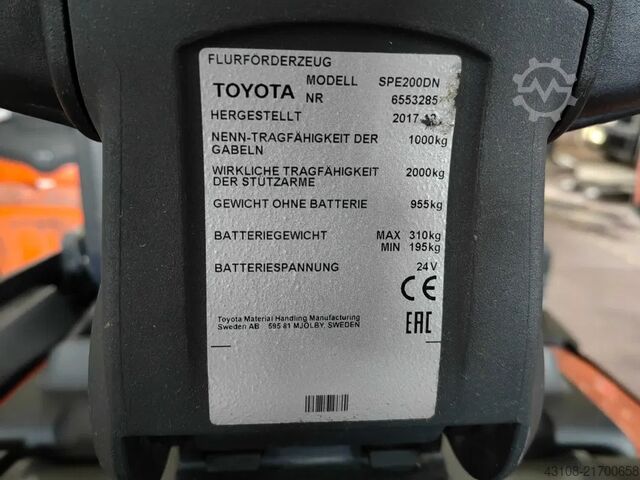 FLURFÖRDERZEUG
TOYOTA MODELL SPE200DN
NR 6553285
HERGESTELLT 2017-12
NENN-TRAGFÄHIGKEIT DER GABELN 1000kg
WIRKLICHE TRAGFÄHIGKEIT DER STÜTZARME 2000kg
GEWICHT OHNE BATTERIE 955kg
BATTERIEGEWICHT MAX 310kg
MIN 195kg
BATTERIESPANNUNG 24V
CE
Toyota Material Handling Manufacturing
Sweden AB 595 81 MJÖLBY, SWEDEN
EAC
43108-21700658